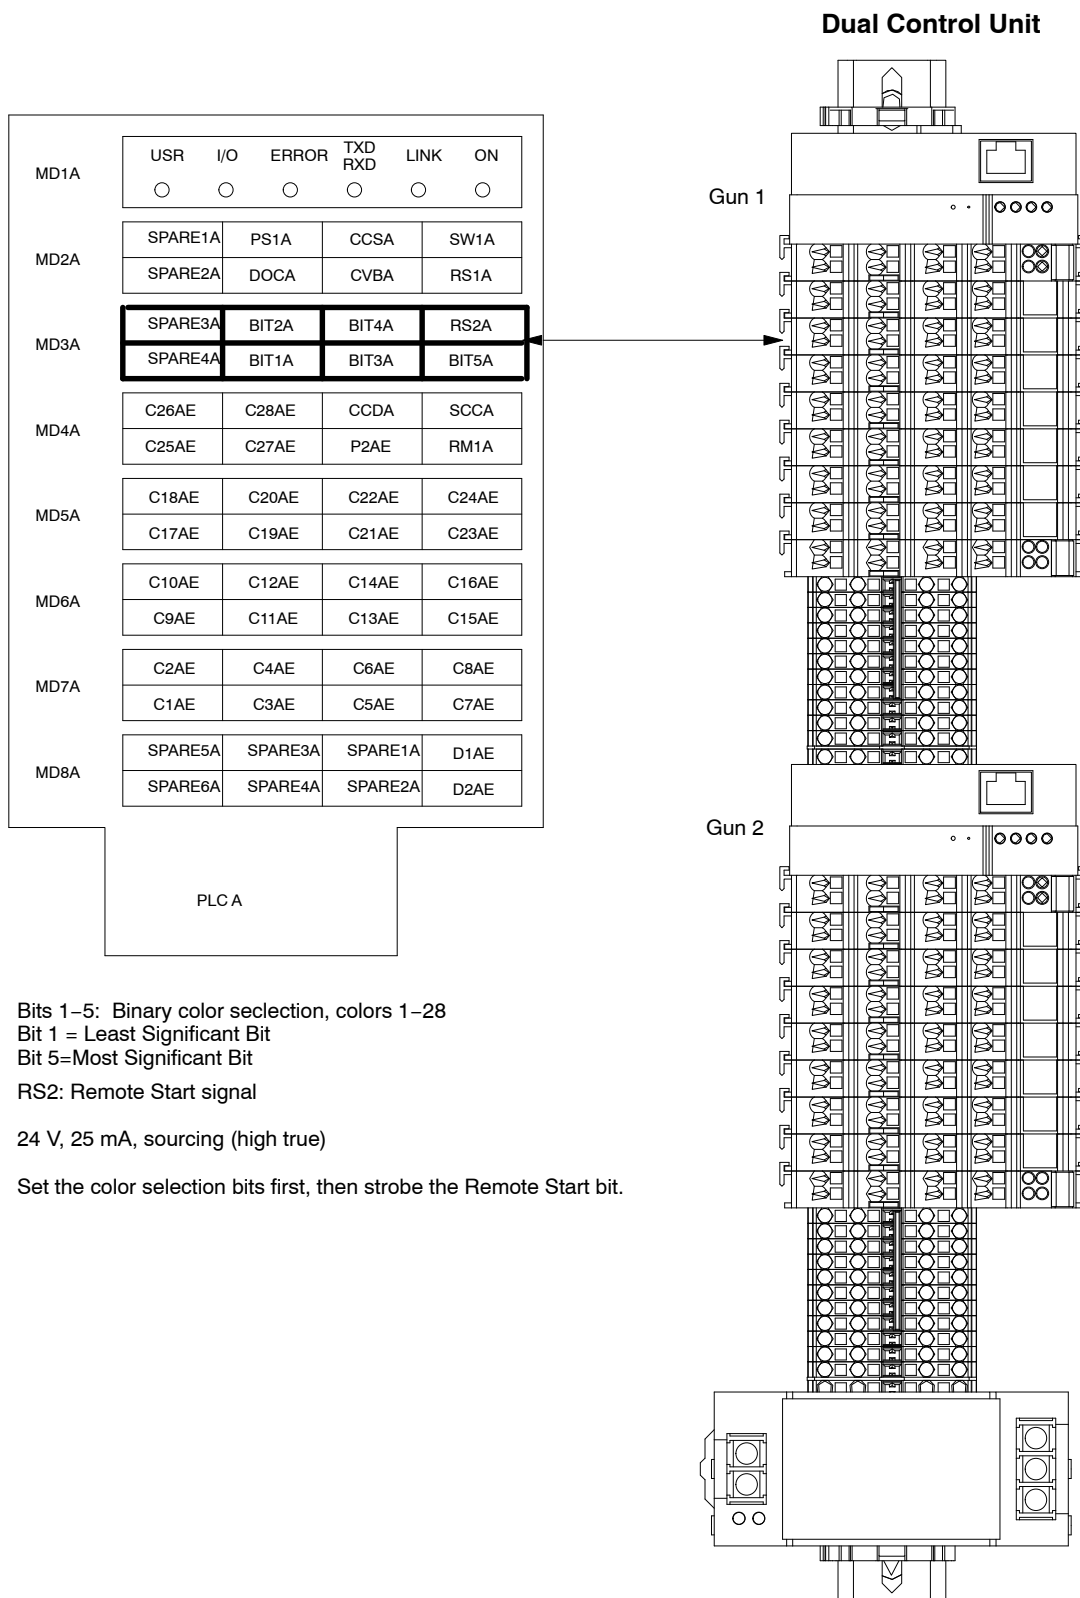 Dual Control Unit
MD1A USR I/O ERROR TXD RXD LINK ON
MD2A SPARE1A PS1A CCSA SW1A
SPARE2A DOCA CVBA RS1A
MD3A SPARE3A BIT2A BIT4A RS2A
SPARE4A BIT1A BIT3A BIT5A
MD4A C26AE C28AE CCDA SCCA
C25AE C27AE P2AE RM1A
MD5A C18AE C20AE C22AE C24AE
C17AE C19AE C21AE C23AE
MD6A C10AE C12AE C14AE C16AE
C9AE C11AE C13AE C15AE
MD7A C2AE C4AE C6AE C8AE
C1AE C3AE C5AE C7AE
MD8A SPARE5A SPARE3A SPARE1A D1AE
SPARE6A SPARE4A SPARE2A D2AE
PLC A
Gun 1
Gun 2
Bits 1–5: Binary color seclection, colors 1–28
Bit 1 = Least Significant Bit
Bit 5=Most Significant Bit
RS2: Remote Start signal
24 V, 25 mA, sourcing (high true)
Set the color selection bits first, then strobe the Remote Start bit.